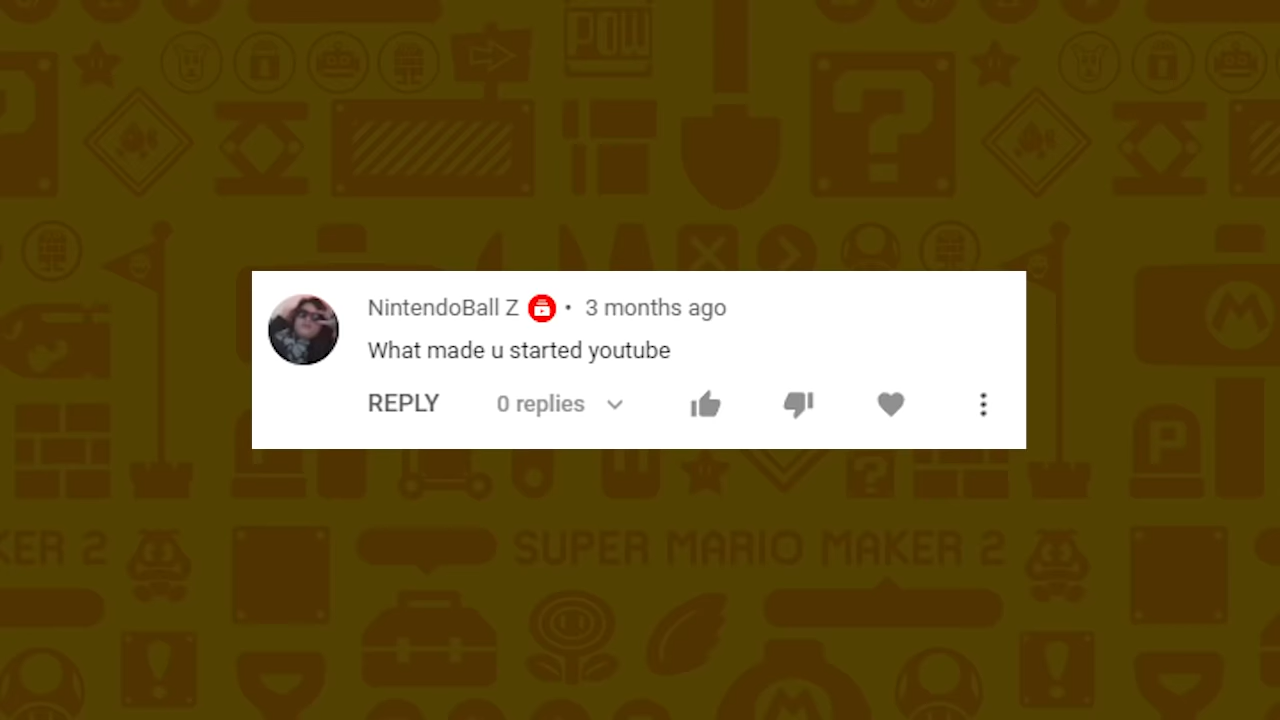 POW
NintendoBall Z • 3 months ago
What made u started youtube
REPLY 0 replies
P
KER 2
SUPER MARIO MAKER 2
M
M